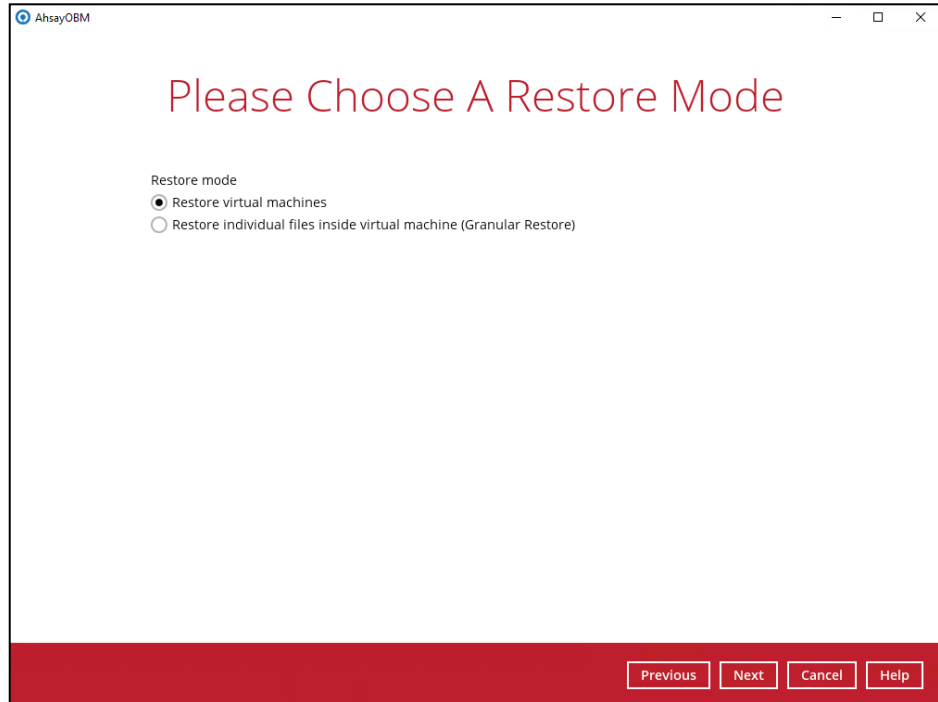 AhsayOBM
Please Choose A Restore Mode
Restore mode
Restore virtual machines
Restore individual files inside virtual machine (Granular Restore)
Previous Next Cancel Help